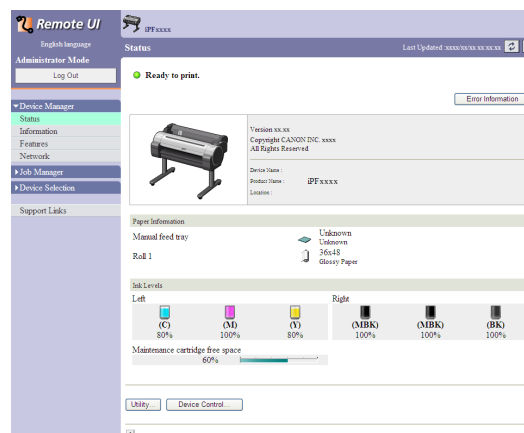 Remote UI
iPFxxxx
English language
Status
Last Updated :xxxx/xx/xx xx:xx:xx
Administrator Mode
Log Out
Ready to print.
Error Information
Device Manager
Status
Information
Features
Network
Job Manager
Device Selection
Support Links
Version xx.xx
Copyright CANON INC. xxxx
All Rights Reserved
Device Name :
Product Name : iPFxxxx
Location :
Paper Information
Manual feed tray Unknown
Unknown
Roll 1 36x48
Glossy Paper
Ink Levels
Left Right
(C) (M) (Y) (MBK) (MBK) (BK)
80% 100% 80% 100% 100% 100%
Maintenance cartridge free space
60%
Utility... Device Control...